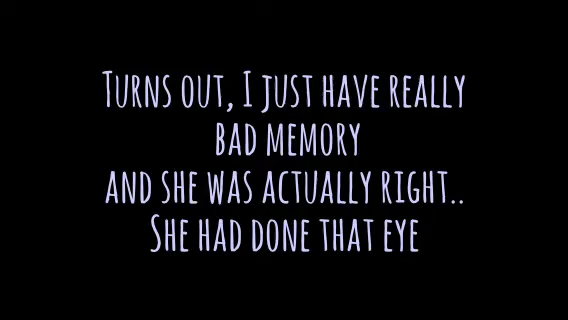 Turns out, I just have really
bad memory
and she was actually right..
She had done that eye